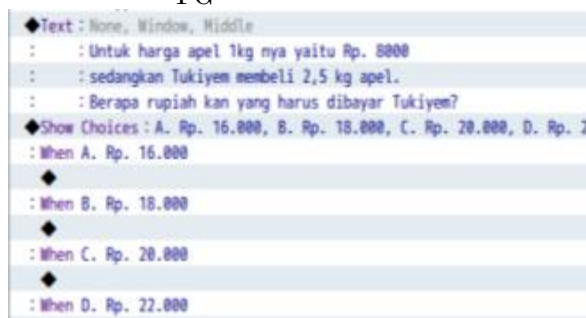 ◆Text : None, Window, Middle
: : Untuk harga apel 1kg nya yaitu Rp. 8000
: : sedangkan Tukiyem membeli 2,5 kg apel.
: : Berapa rupiah kan yang harus dibayar Tukiyem?
◆Show Choices : A. Rp. 16.000, B. Rp. 18.000, C. Rp. 20.000, D. Rp. 2
: When A. Rp. 16.000
◆
: When B. Rp. 18.000
◆
: When C. Rp. 20.000
◆
: When D. Rp. 22.000